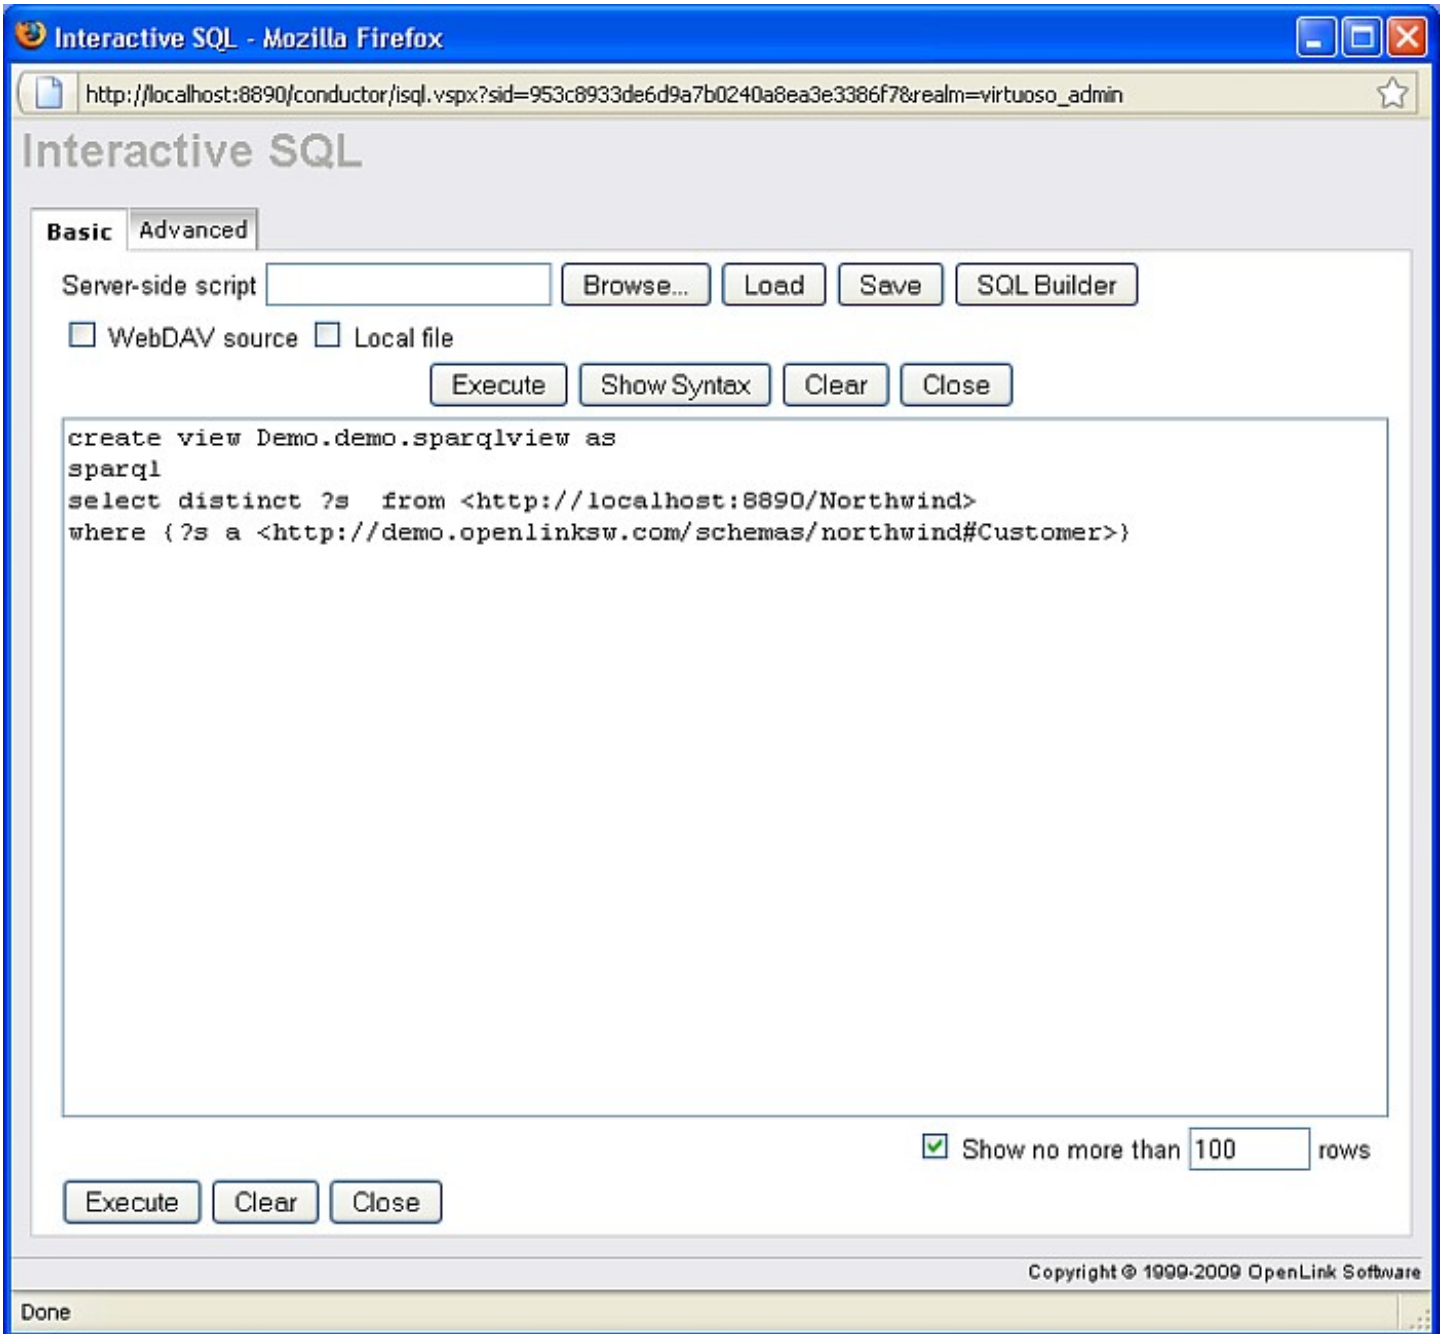 Interactive SQL - Mozilla Firefox
http://localhost:8890/conductor/isql.vspx?sid=953c8933de6d9a7b0240a8ea3e3386f7&realm=virtuoso_admin
Interactive SQL
Basic Advanced
Server-side script Browse... Load Save SQL Builder
WebDAV source Local file
Execute Show Syntax Clear Close
create view Demo.demo.sparqlview as
sparql
select distinct ?s  from <http://localhost:8890/Northwind>
where {?s a <http://demo.openlinksw.com/schemas/northwind#Customer>}
Show no more than 100 rows
Execute Clear Close
Copyright © 1999-2009 OpenLink Software
Done